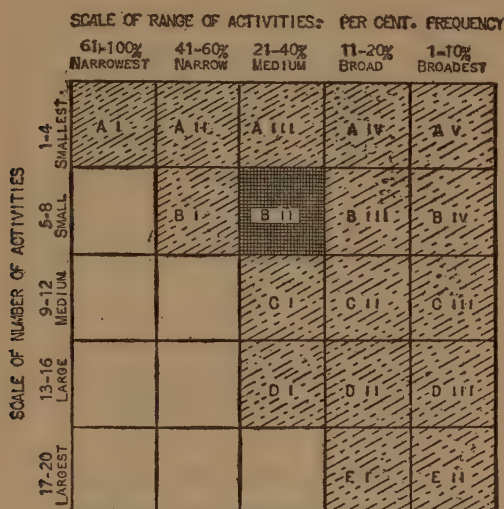 SCALE OF RANGE OF ACTIVITIES: PER CENT. FREQUENCY
61-100% 41-60% 21-40% 11-20% 1-10%
NARROWEST NARROW MEDIUM BROAD BROADEST
SCALE OF NUMBER OF ACTIVITIES
1-4
SMALLEST
A I A II A III A IV A V
5-8
SMALL
B I B II B III B IV
9-12
MEDIUM
C I C II C III
13-16
LARGE
D I D II D III
17-20
LARGEST
E I E II